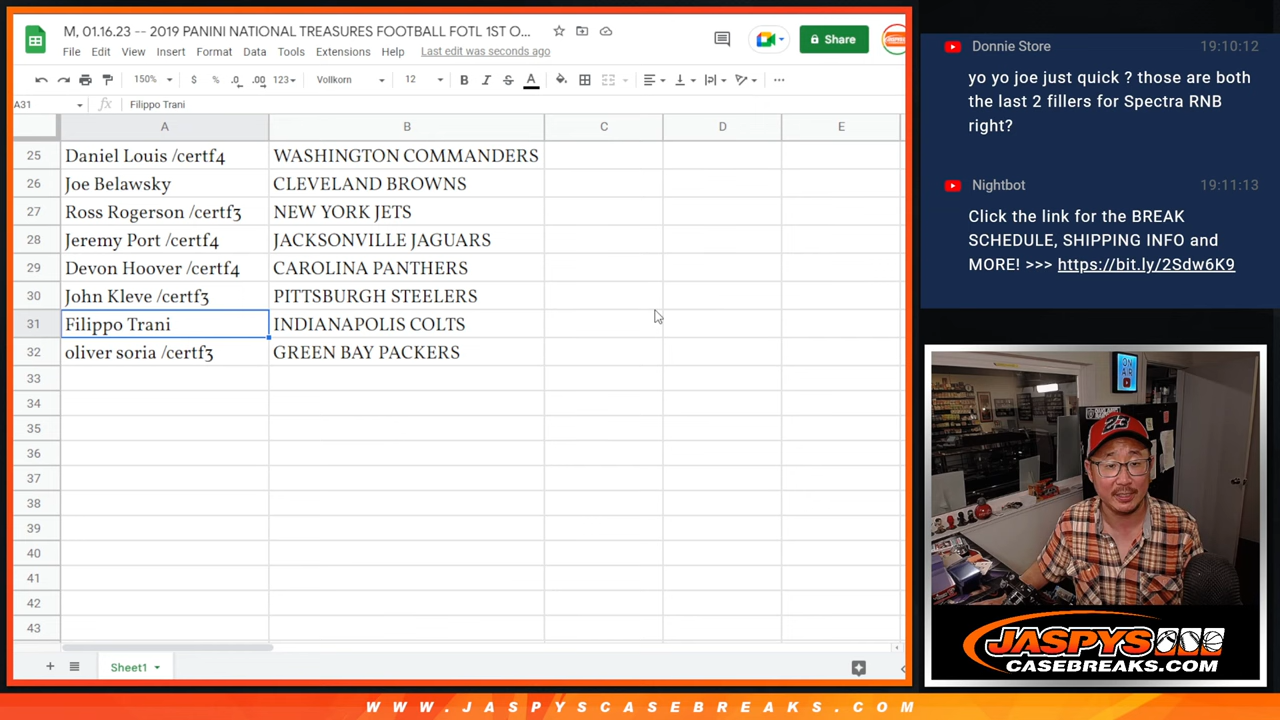 M, 01.16.23 -- 2019 PANINI NATIONAL TREASURES FOOTBALL FOTL 1ST O...
File Edit View Insert Format Data Tools Extensions Help Last edit was seconds ago
Share
150% $ % .0 .00 123 Vollkorn 12 B I S A
A31 fx Filippo Trani
A B C D E
25 Daniel Louis /certf4 WASHINGTON COMMANDERS
26 Joe Belawsky CLEVELAND BROWNS
27 Ross Rogerson /certf3 NEW YORK JETS
28 Jeremy Port /certf4 JACKSONVILLE JAGUARS
29 Devon Hoover /certf4 CAROLINA PANTHERS
30 John Kleve /certf3 PITTSBURGH STEELERS
31 Filippo Trani INDIANAPOLIS COLTS
32 oliver soria /certf3 GREEN BAY PACKERS
33
34
35
36
37
38
39
40
41
42
43
Sheet1
Donnie Store 19:10:12
yo yo joe just quick ? those are both
the last 2 fillers for Spectra RNB
right?
Nightbot 19:11:13
Click the link for the BREAK
SCHEDULE, SHIPPING INFO and
MORE! >>> https://bit.ly/2Sdw6K9
ON
AIR
23
JASPYS
CASEBREAKS.COM
WWW.JASPYSCASEBREAKS.COM